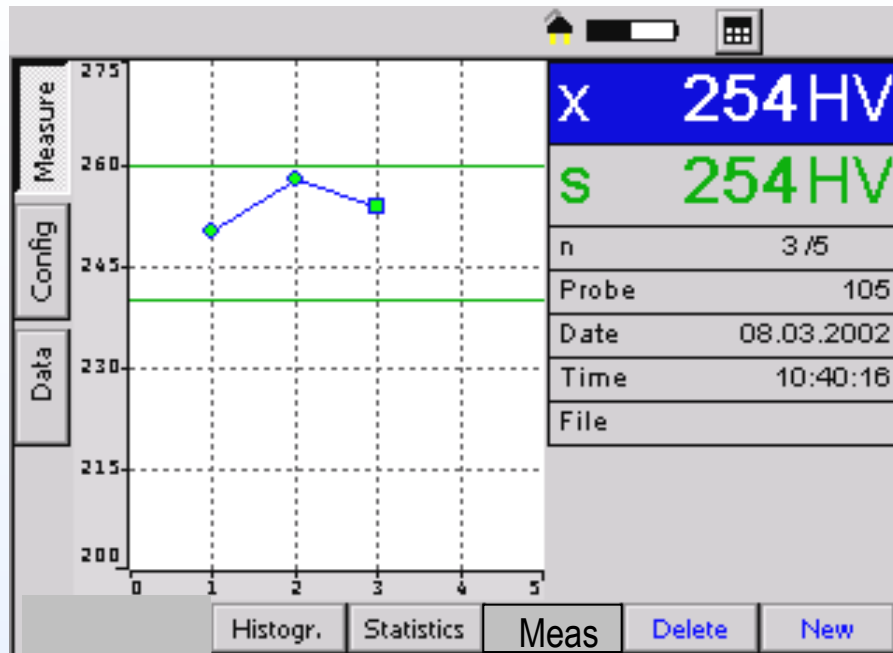 Measure
Config
Data
275
260
245
230
215
200
0 1 2 3 4 5
x 254 HV
s 254 HV
n 3 /5
Probe 105
Date 08.03.2002
Time 10:40:16
File
Histogr. Statistics Meas Delete New